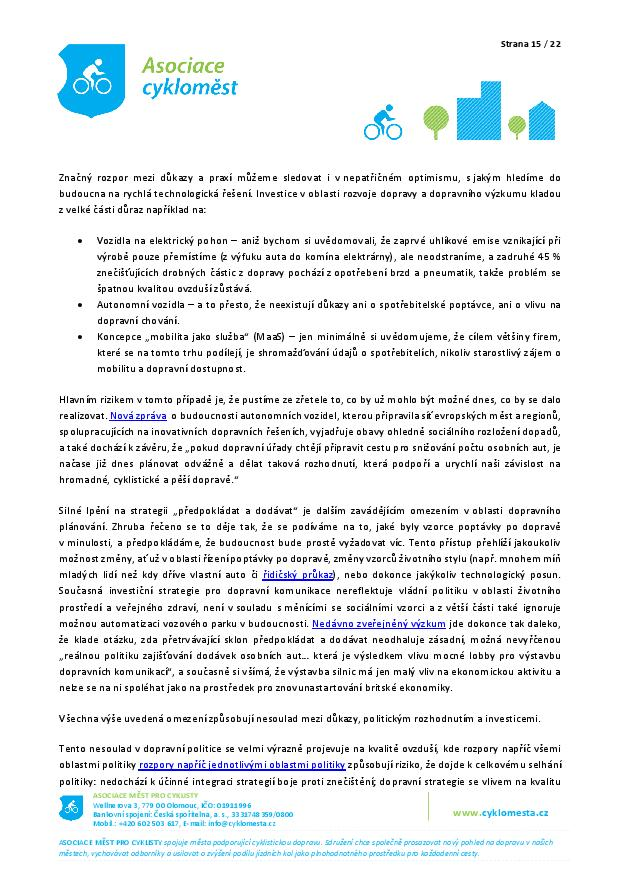 Strana 15 / 22
Asociace
cykloměst
Značný rozpor mezi důkazy a praxí můžeme sledovat i v nepatřičném optimismu, s jakým hledíme do
budoucna na rychlá technologická řešení. Investice v oblasti rozvoje dopravy a dopravního výzkumu kladou
z velké části důraz například na:
• Vozidla na elektrický pohon – aniž bychom si uvědomovali, že zaprvé uhlíkové emise vznikající při
výrobě pouze přemístíme (z výfuku auta do komína elektrárny), ale neodstraníme, a zadruhé 45 %
znečišťujících drobných částic z dopravy pochází z opotřebení brzd a pneumatik, takže problém se
špatnou kvalitou ovzduší zůstává.
• Autonomní vozidla – a to přesto, že neexistují důkazy ani o spotřebitelské poptávce, ani o vlivu na
dopravní chování.
• Koncepce „mobilita jako služba“ (MaaS) – jen minimálně si uvědomujeme, že cílem většiny firem,
které se na tomto trhu podílejí, je shromažďování údajů o spotřebitelích, nikoliv starostlivý zájem o
mobilitu a dopravní dostupnost.
Hlavním rizikem v tomto případě je, že pustíme ze zřetele to, co by už mohlo být možné dnes, co by se dalo
realizovat. Nová zpráva o budoucnosti autonomních vozidel, kterou připravila síť evropských měst a regionů,
spolupracujících na inovativních dopravních řešeních, vyjadřuje obavy ohledně sociálního rozložení dopadů,
a také dochází k závěru, že „pokud dopravní úřady chtějí připravit cestu pro snižování počtu osobních aut, je
načase již dnes plánovat odvážně a dělat taková rozhodnutí, která podpoří a urychlí naši závislost na
hromadné, cyklistické a pěší dopravě.“
Silné lpění na strategii „předpokládat a dodávat“ je dalším zavádějícím omezením v oblasti dopravního
plánování. Zhruba řečeno se to děje tak, že se podíváme na to, jaké byly vzorce poptávky po dopravě
v minulosti, a předpokládáme, že budoucnost bude prostě vyžadovat víc. Tento přístup přehlíží jakoukoliv
možnost změny, ať už v oblasti řízení poptávky po dopravě, změny vzorců životního stylu (např. mnohem míň
mladých lidí než kdy dříve vlastní auto či řidičský průkaz), nebo dokonce jakýkoliv technologický posun.
Současná investiční strategie pro dopravní komunikace nereflektuje vládní politiku v oblasti životního
prostředí a veřejného zdraví, není v souladu s měnícími se sociálními vzorci a z větší části také ignoruje
možnou automatizaci vozového parku v budoucnosti. Nedávno zveřejněný výzkum jde dokonce tak daleko,
že klade otázku, zda přetrvávající sklon předpokládat a dodávat neodhaluje zásadní, možná nevyřčenou
„reálnou politiku zajišťování dodávek osobních aut... která je výsledkem vlivu mocné lobby pro výstavbu
dopravních komunikací“, a současně si všímá, že výstavba silnic má jen malý vliv na ekonomickou aktivitu a
nelze se na ni spoléhat jako na prostředek pro znovunastartování britské ekonomiky.
Všechna výše uvedená omezení způsobují nesoulad mezi důkazy, politickým rozhodnutím a investicemi.
Tento nesoulad v dopravní politice se velmi výrazně projevuje na kvalitě ovzduší, kde rozpory napříč všemi
oblastmi politiky rozpory napříč jednotlivými oblastmi politiky způsobují riziko, že dojde k celkovému selhání
politiky: nedochází k účinné integraci strategií boje proti znečištění; dopravní strategie se vlivem na kvalitu
ASOCIACE MĚST PRO CYKLISTY
Wellnerova 3, 779 00 Olomouc, IČO: 01911996
Bankovní spojení: Česká spořitelna, a. s., 3331748359/0800
Mobil.: +420 602 503 617, E-mail: info@cyklomesta.cz
www.cyklomesta.cz
ASOCIACE MĚST PRO CYKLISTY spojuje města podporující cyklistickou dopravu. Sdružení chce společně prosazovat nový pohled na dopravu v našich
městech, vychovávat odborníky a usilovat o zvýšení podílu jízdních kol jako plnohodnotného prostředku pro každodenní cesty.